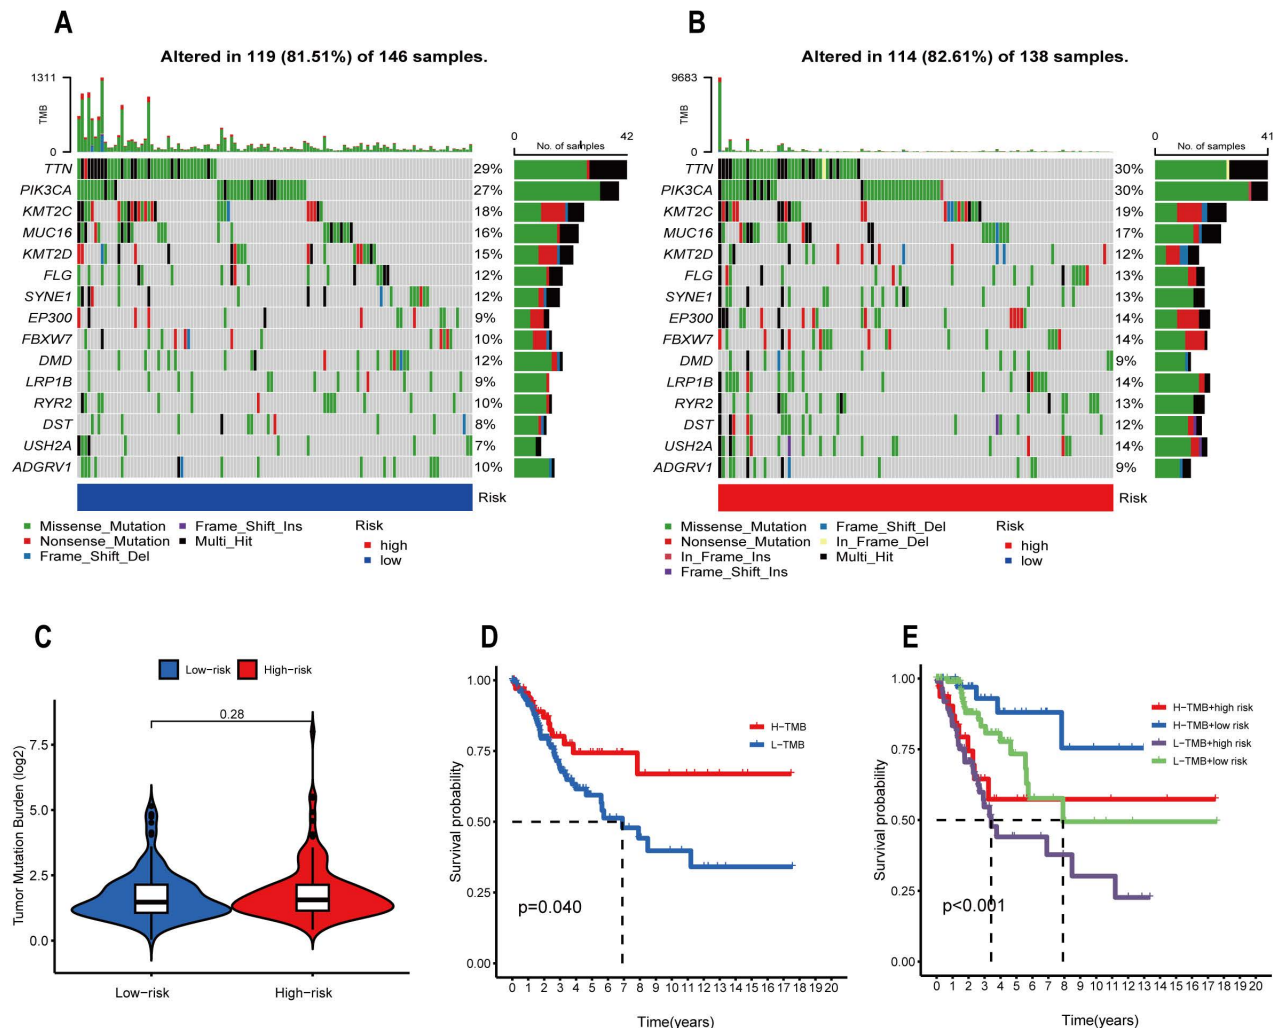 A
Altered in 119 (81.51%) of 146 samples.
1311
TMB
0
0 42
No. of samples
TTN 29%
PIK3CA 27%
KMT2C 18%
MUC16 16%
KMT2D 15%
FLG 12%
SYNE1 12%
EP300 9%
FBXW7 10%
DMD 12%
LRP1B 9%
RYR2 10%
DST 8%
USH2A 7%
ADGRV1 10%
Risk
Missense_Mutation
Nonsense_Mutation
Frame_Shift_Del
Frame_Shift_Ins
Multi_Hit
Risk
high
low
B
Altered in 114 (82.61%) of 138 samples.
9683
TMB
0
0 41
No. of samples
TTN 30%
PIK3CA 30%
KMT2C 19%
MUC16 17%
KMT2D 12%
FLG 13%
SYNE1 13%
EP300 14%
FBXW7 14%
DMD 9%
LRP1B 14%
RYR2 13%
DST 12%
USH2A 14%
ADGRV1 9%
Risk
Missense_Mutation
Nonsense_Mutation
In_Frame_Ins
Frame_Shift_Ins
Frame_Shift_Del
In_Frame_Del
Multi_Hit
Risk
high
low
C
Low-risk High-risk
0.28
7.5
5.0
2.5
0.0
Tumor Mutation Burden (log2)
Low-risk High-risk
D
1.00
0.75
0.50
0.25
0.00
Survival probability
H-TMB
L-TMB
p=0.040
0 1 2 3 4 5 6 7 8 9 10 11 12 13 14 15 16 17 18 19 20
Time(years)
E
1.00
0.75
0.50
0.25
0.00
Survival probability
H-TMB+high risk
H-TMB+low risk
L-TMB+high risk
L-TMB+low risk
p<0.001
0 1 2 3 4 5 6 7 8 9 10 11 12 13 14 15 16 17 18 19 20
Time(years)